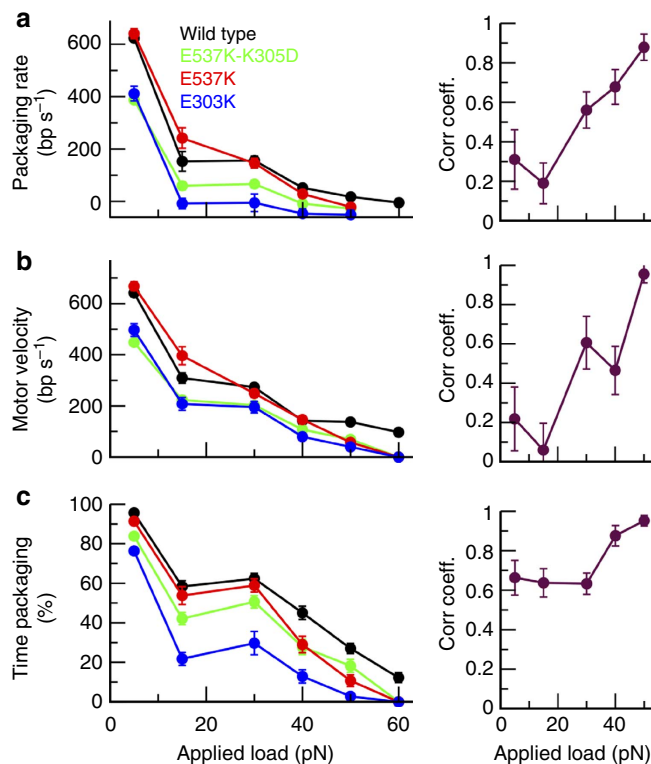 a
Wild type
E537K-K305D
E537K
E303K
Packaging rate
(bp s⁻¹)
600
400
200
0
Corr coeff.
1
0.8
0.6
0.4
0.2
0
b
Motor velocity
(bp s⁻¹)
600
400
200
0
Corr coeff.
1
0.8
0.6
0.4
0.2
0
c
Time packaging
(%)
100
80
60
40
20
0
0 20 40 60
Applied load (pN)
Corr coeff.
1
0.8
0.6
0.4
0.2
0
0 20 40
Applied load (pN)